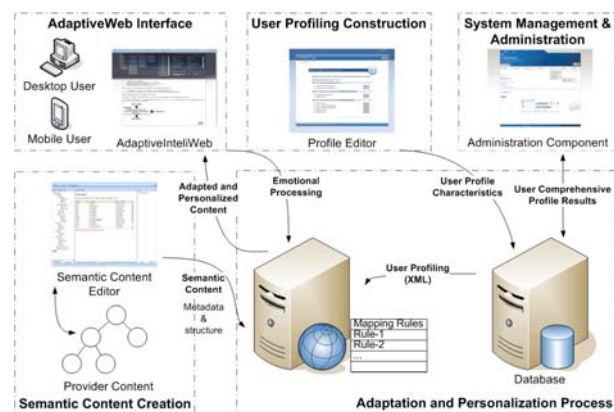 AdaptiveWeb Interface
Desktop User
Mobile User
AdaptiveInteliWeb
User Profiling Construction
Profile Editor
System Management &
Administration
Administration Component
Adapted and
Personalized
Content
Emotional
Processing
User Profile
Characteristics
User Comprehensive
Profile Results
Semantic Content
Editor
Provider Content
Semantic Content Creation
Semantic
Content
Metadata
&
structure
User Profiling
(XML)
Mapping Rules
Rule-1
Rule-2
...
Database
Adaptation and Personalization Process